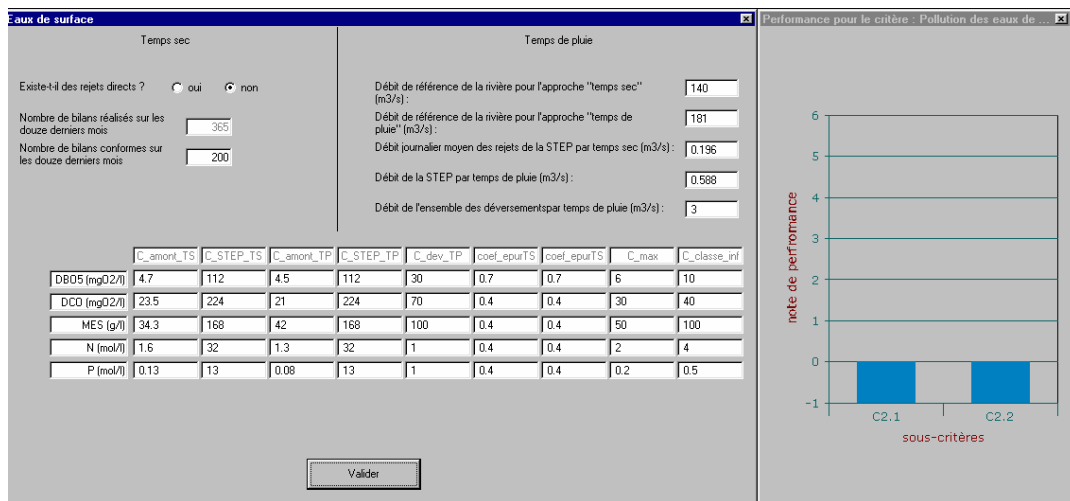 Eaux de surface
Temps sec
Temps de pluie
Existe-t-il des rejets directs ? oui non
Nombre de bilans réalisés sur les
douze derniers mois 365
Nombre de bilans conformes sur
les douze derniers mois 200
Débit de référence de la rivière pour l'approche "temps sec"
(m3/s) : 140
Débit de référence de la rivière pour l'approche "temps de
pluie" (m3/s) : 181
Débit journalier moyen des rejets de la STEP par temps sec (m3/s) : 0.196
Débit de la STEP par temps de pluie (m3/s) : 0.588
Débit de l'ensemble des déversementspar temps de pluie (m3/s) : 3
C_amont_TS C_STEP_TS C_amont_TP C_STEP_TP C_dev_TP coef_epurTS coef_epurTS C_max C_classe_inf
DBO5 (mgO2/l) 4.7 112 4.5 112 30 0.7 0.7 6 10
DCO (mgO2/l) 23.5 224 21 224 70 0.4 0.4 30 40
MES (g/l) 34.3 168 42 168 100 0.4 0.4 50 100
N (mol/l) 1.6 32 1.3 32 1 0.4 0.4 2 4
P (mol/l) 0.13 13 0.08 13 1 0.4 0.4 0.2 0.5
Valider
Performance pour le critère : Pollution des eaux de ...
note de perfromance
6
5
4
3
2
1
0
-1
C2.1 C2.2
sous-critères